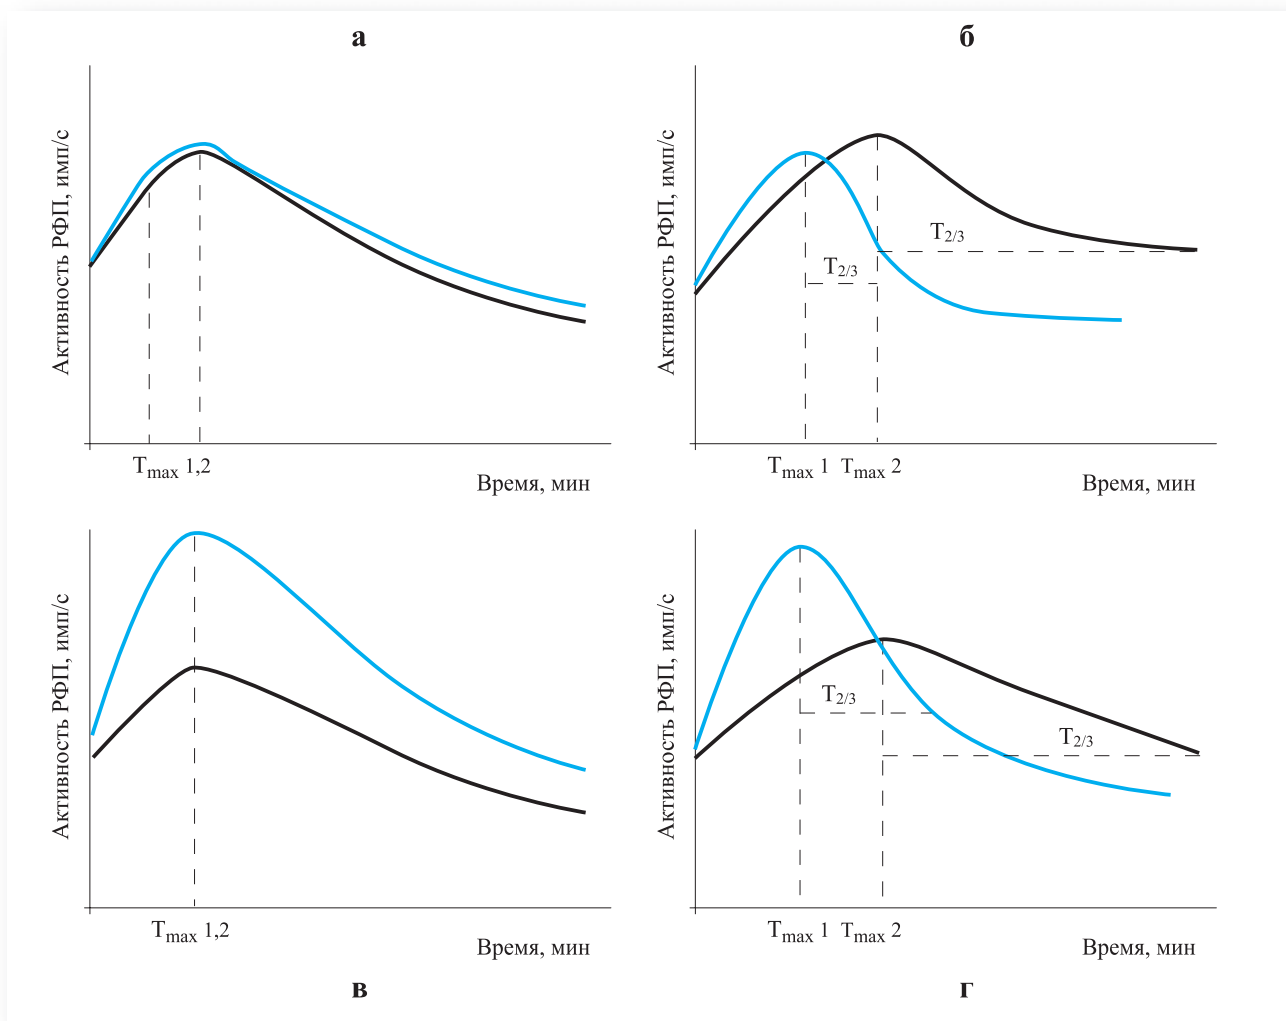 а
Активность РФП, имп/с
Tmax 1,2
Время, мин
б
Активность РФП, имп/с
T2/3
T2/3
Tmax 1 Tmax 2
Время, мин
Активность РФП, имп/с
Tmax 1,2
Время, мин
в
Активность РФП, имп/с
T2/3
T2/3
Tmax 1 Tmax 2
Время, мин
г